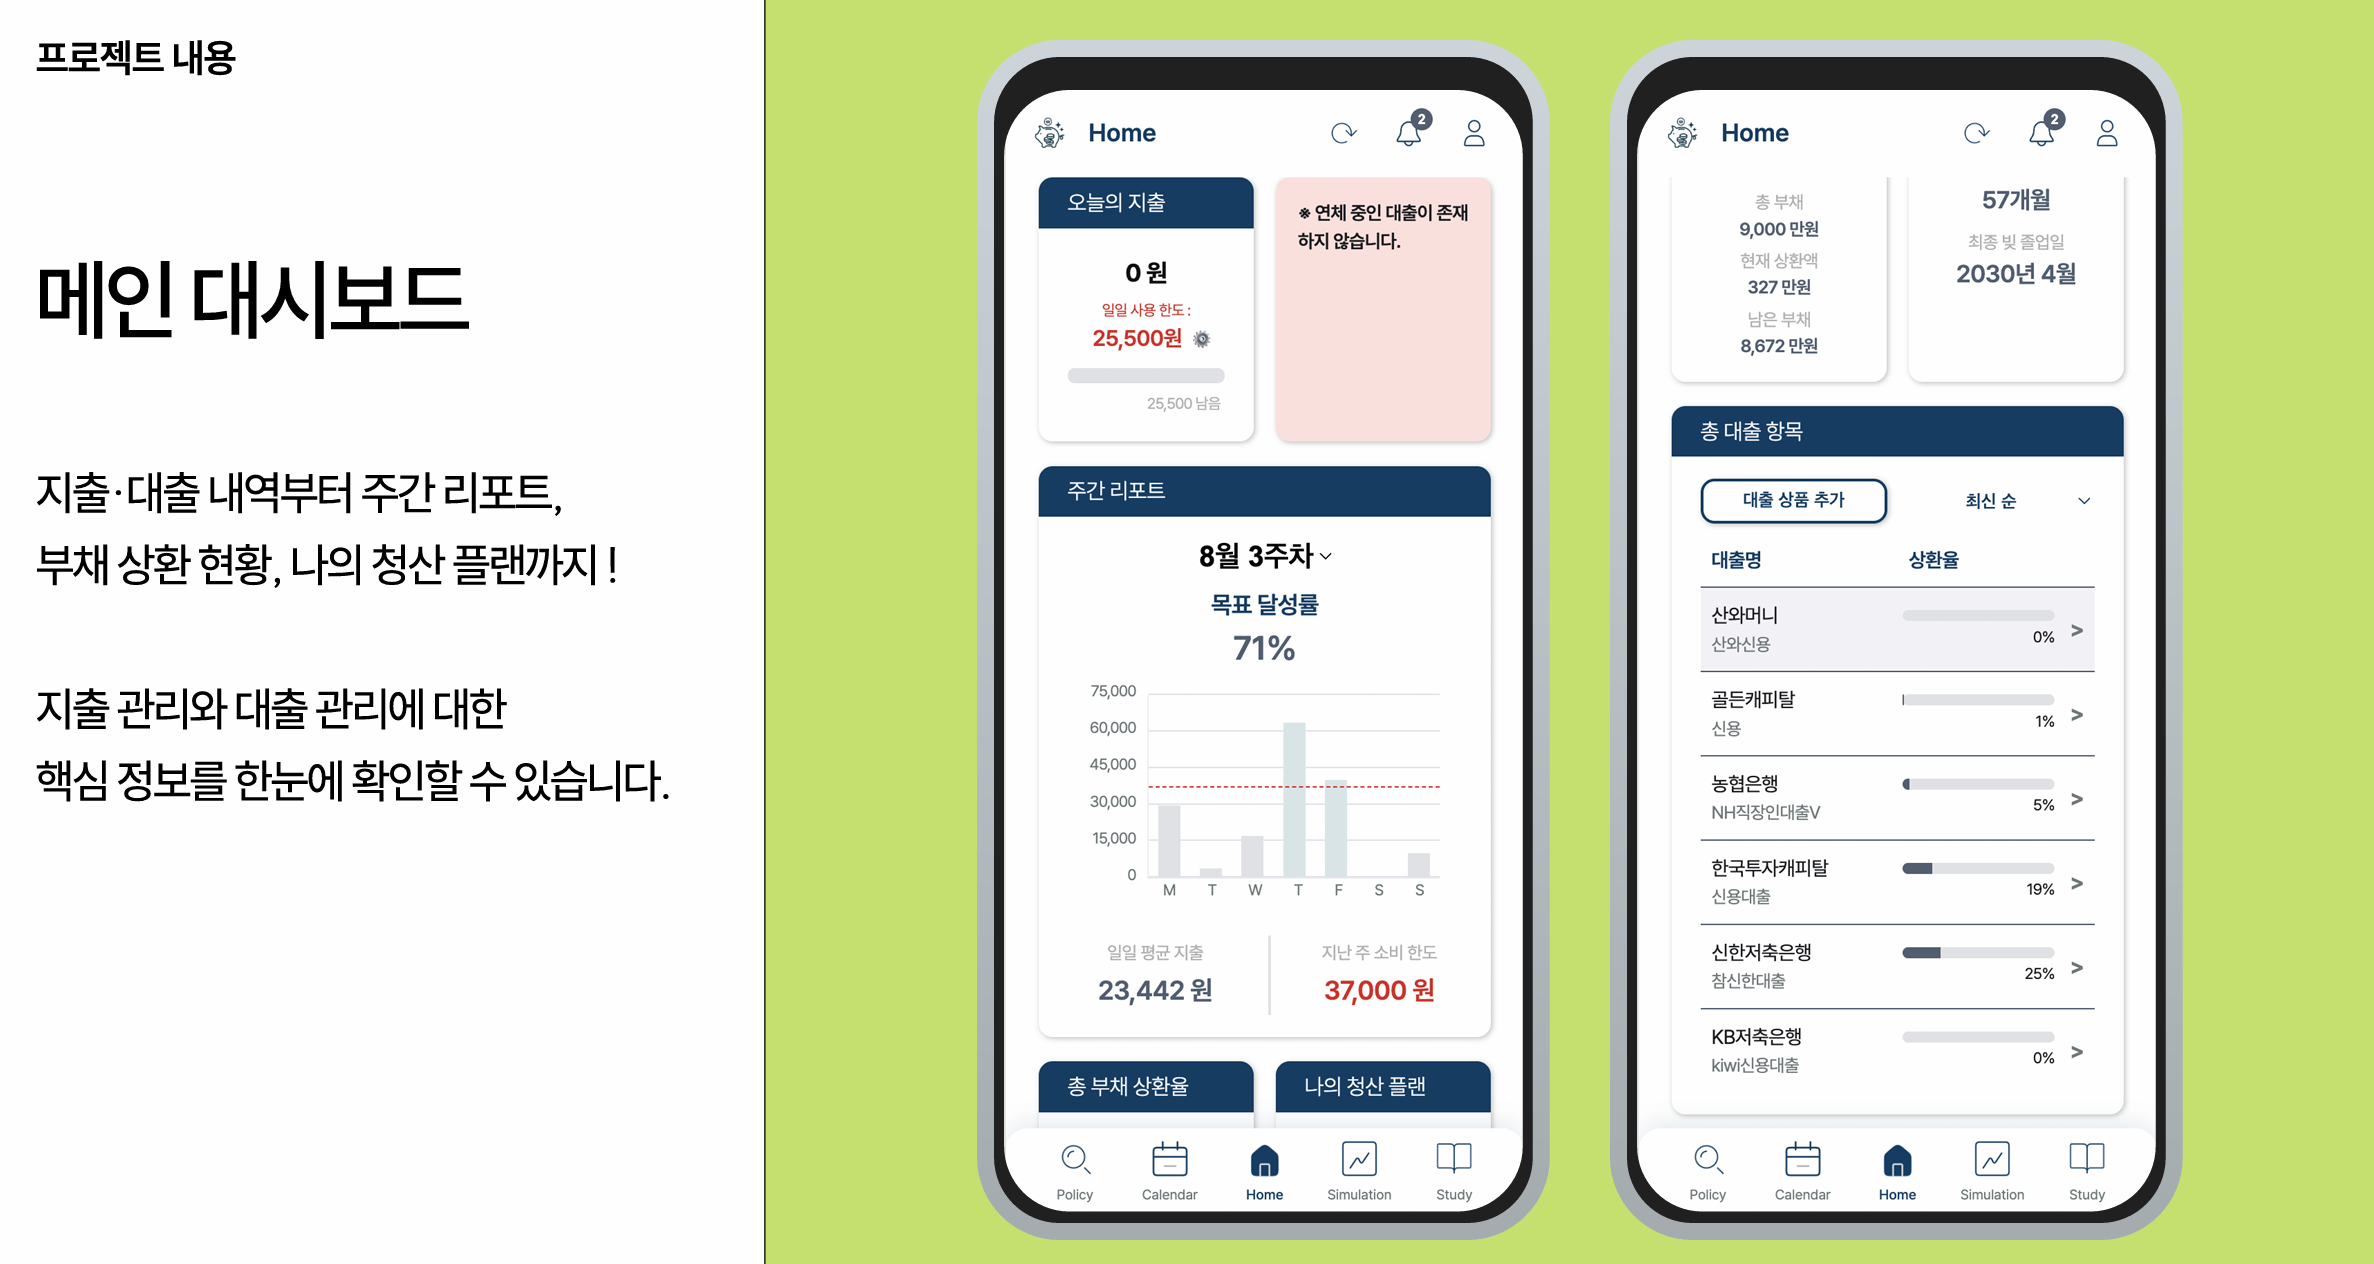 프로젝트 내용
메인 대시보드
지출·대출 내역부터 주간 리포트,
부채 상환 현황, 나의 청산 플랜까지 !
지출 관리와 대출 관리에 대한
핵심 정보를 한눈에 확인할 수 있습니다.
Home
2
오늘의 지출
0 원
일일 사용 한도 :
25,500원
25,500 남음
※ 연체 중인 대출이 존재
하지 않습니다.
주간 리포트
8월 3주차
목표 달성률
71%
75,000
60,000
45,000
30,000
15,000
0
M T W T F S S
일일 평균 지출
23,442 원
지난 주 소비 한도
37,000 원
총 부채 상환율
나의 청산 플랜
Policy Calendar Home Simulation Study
Home
2
총 부채
9,000 만원
현재 상환액
327 만원
남은 부채
8,672 만원
57개월
최종 빚 졸업일
2030년 4월
총 대출 항목
대출 상품 추가
최신 순
대출명 상환율
산와머니
산와신용
0% >
골든캐피탈
신용
1% >
농협은행
NH직장인대출V
5% >
한국투자캐피탈
신용대출
19% >
신한저축은행
참신한대출
25% >
KB저축은행
kiwi신용대출
0% >
Policy Calendar Home Simulation Study